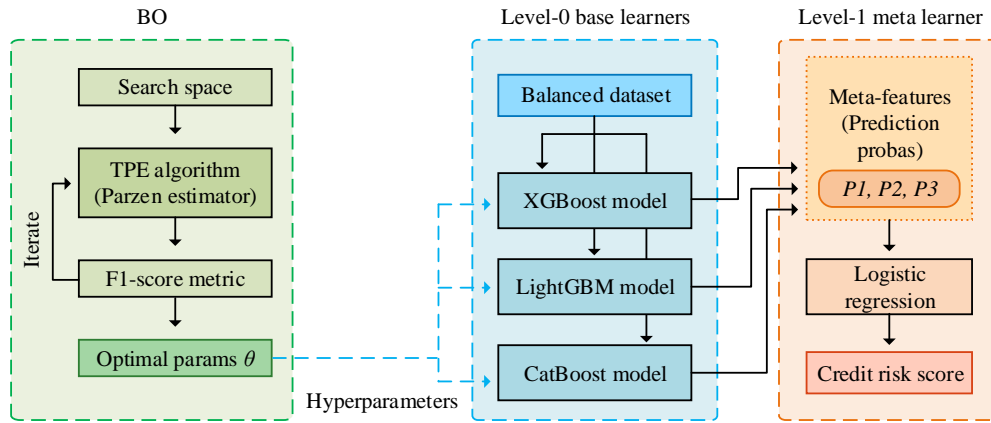 BO
Search space
TPE algorithm
(Parzen estimator)
Iterate
F1-score metric
Optimal params θ
Hyperparameters
Level-0 base learners
Balanced dataset
XGBoost model
LightGBM model
CatBoost model
Level-1 meta learner
Meta-features
(Prediction
probas)
P1, P2, P3
Logistic
regression
Credit risk score